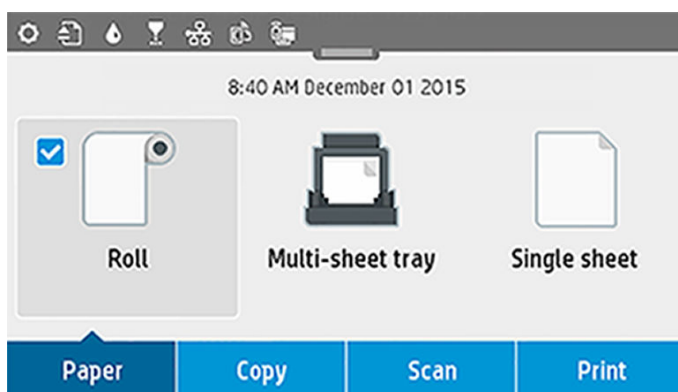 8:40 AM December 01 2015
Roll Multi-sheet tray Single sheet
Paper Copy Scan Print